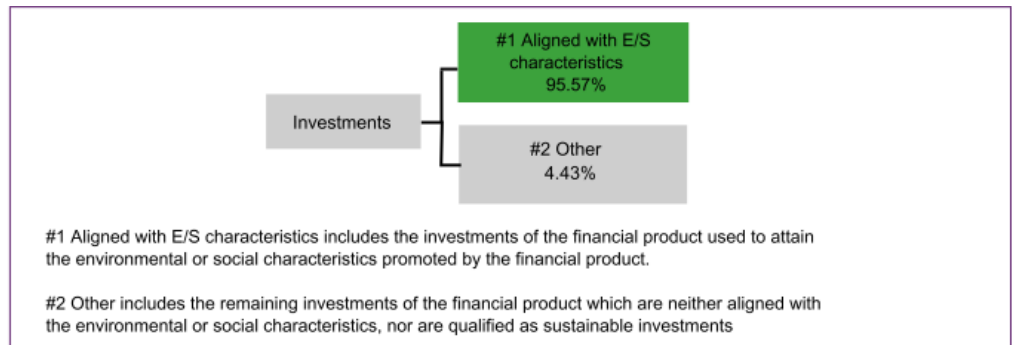 #1 Aligned with E/S
characteristics
95.57%
Investments
#2 Other
4.43%
#1 Aligned with E/S characteristics includes the investments of the financial product used to attain
the environmental or social characteristics promoted by the financial product.
#2 Other includes the remaining investments of the financial product which are neither aligned with
the environmental or social characteristics, nor are qualified as sustainable investments